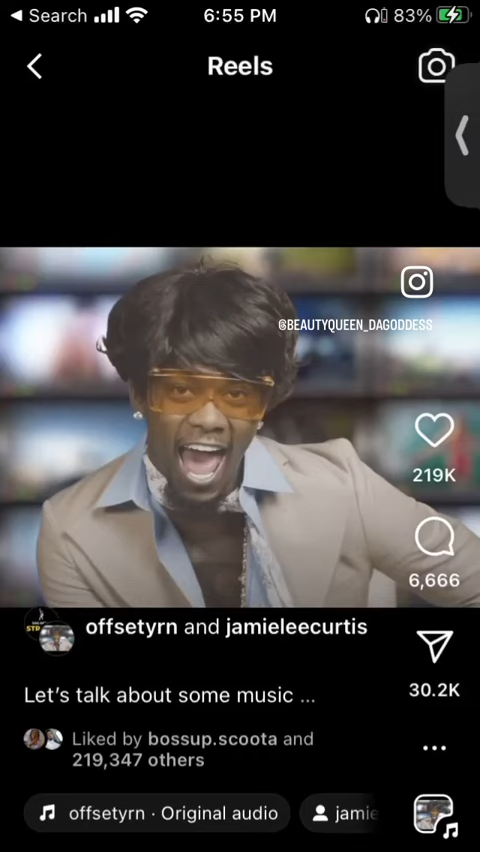 Search
6:55 PM
83%
Reels
@BEAUTYQUEEN_DAGODDESS
219K
6,666
offsetyrn and jamieleecurtis
30.2K
Let’s talk about some music ...
Liked by bossup.scoota and
219,347 others
offsetyrn · Original audio
jamie